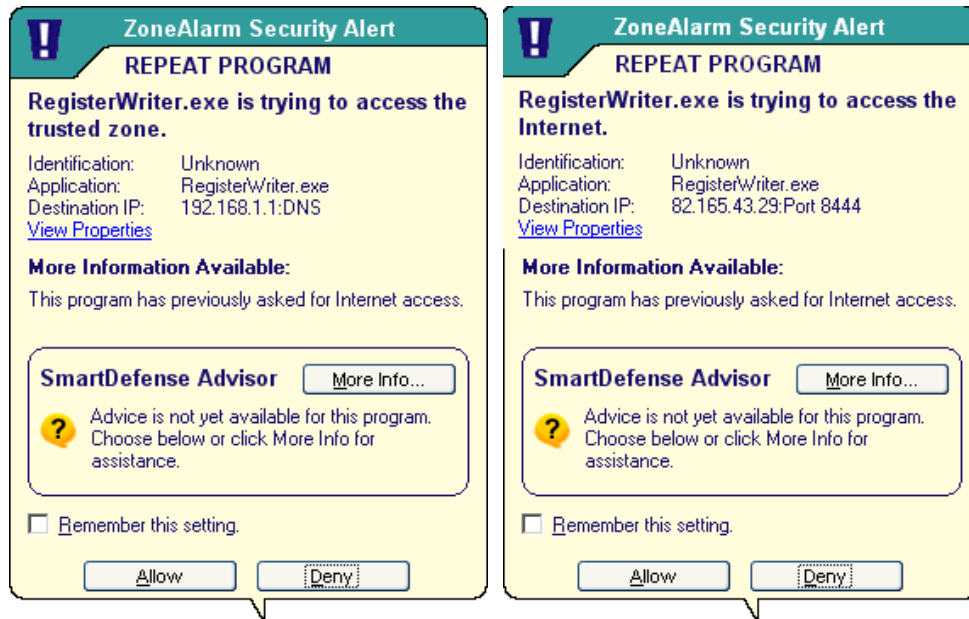 ZoneAlarm Security Alert
REPEAT PROGRAM
RegisterWriter.exe is trying to access the
trusted zone.
Identification: Unknown
Application: RegisterWriter.exe
Destination IP: 192.168.1.1:DNS
View Properties
More Information Available:
This program has previously asked for Internet access.
SmartDefense Advisor More Info...
Advice is not yet available for this program.
Choose below or click More Info for
assistance.
Remember this setting.
Allow Deny
ZoneAlarm Security Alert
REPEAT PROGRAM
RegisterWriter.exe is trying to access the
Internet.
Identification: Unknown
Application: RegisterWriter.exe
Destination IP: 82.165.43.29:Port 8444
View Properties
More Information Available:
This program has previously asked for Internet access.
SmartDefense Advisor More Info...
Advice is not yet available for this program.
Choose below or click More Info for
assistance.
Remember this setting.
Allow Deny